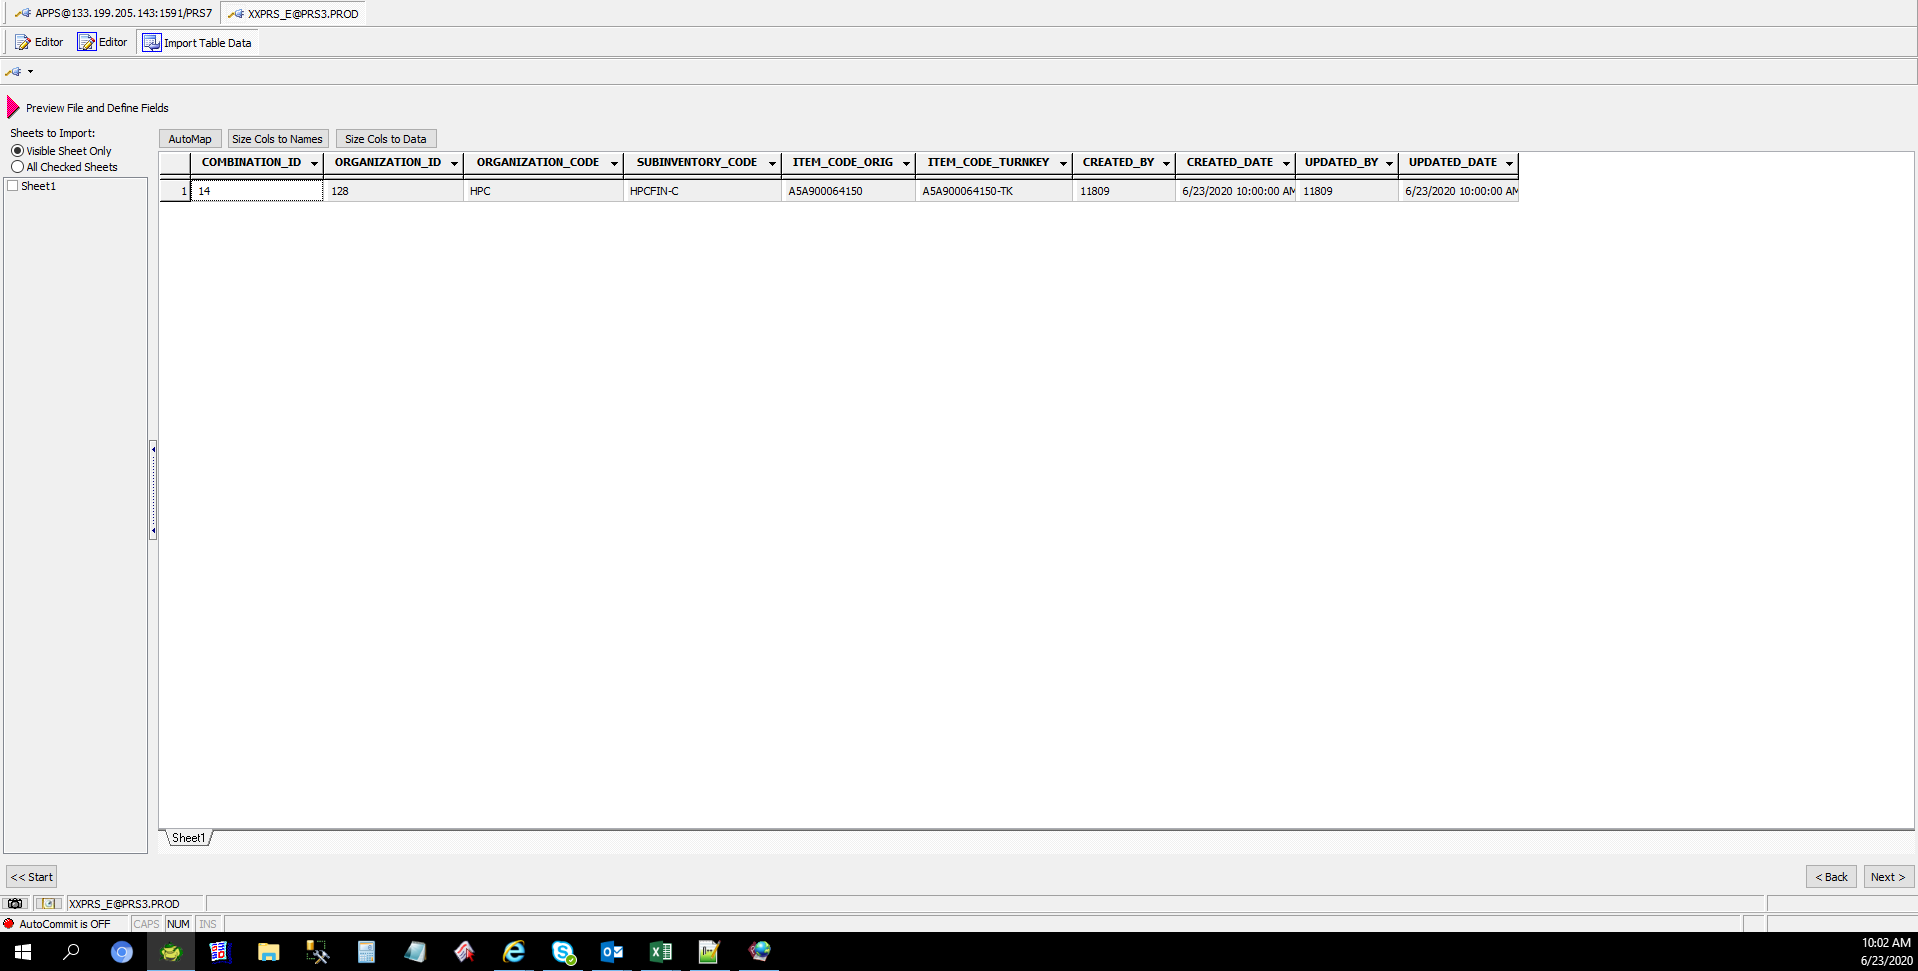 APPS@133.199.205.143:1591/PRS7 XXPRS_E@PRS3.PROD
Editor Editor Import Table Data
Preview File and Define Fields
Sheets to Import:
Visible Sheet Only
All Checked Sheets
Sheet1
AutoMap Size Cols to Names Size Cols to Data
COMBINATION_ID ORGANIZATION_ID ORGANIZATION_CODE SUBINVENTORY_CODE ITEM_CODE_ORIG ITEM_CODE_TURNKEY CREATED_BY CREATED_DATE UPDATED_BY UPDATED_DATE
1 14 128 HPC HPCFIN-C A5A900064150 A5A900064150-TK 11809 6/23/2020 10:00:00 AM 11809 6/23/2020 10:00:00 AM
Sheet1
<< Start < Back Next >
XXPRS_E@PRS3.PROD
AutoCommit is OFF CAPS NUM INS
10:02 AM
6/23/2020